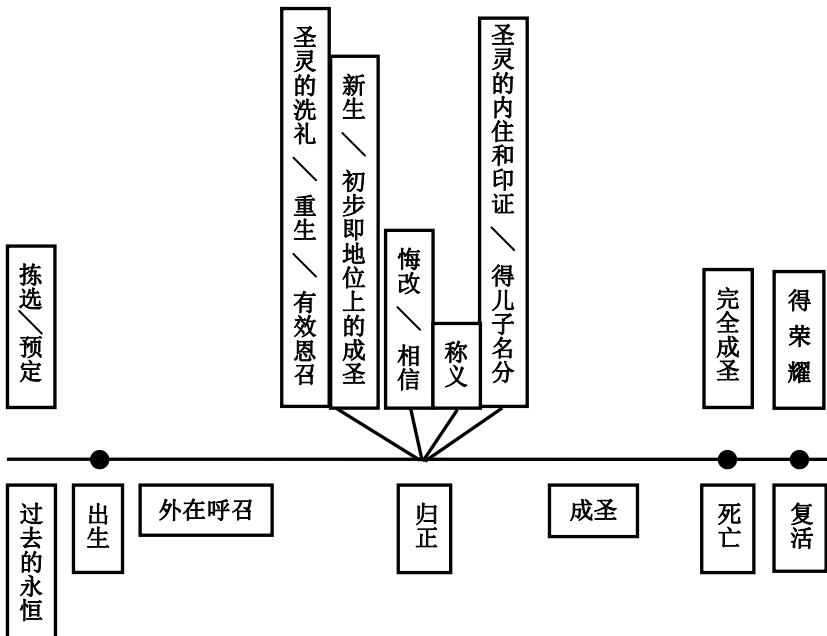 圣灵的洗礼＼重生＼有效恩召
新生＼初步即地位上的成圣
悔改＼相信
称义
圣灵的内住和印证＼得儿子名分
拣选＼预定
完全成圣
得荣耀
过去的永恒
出生
外在呼召
归正
成圣
死亡
复活